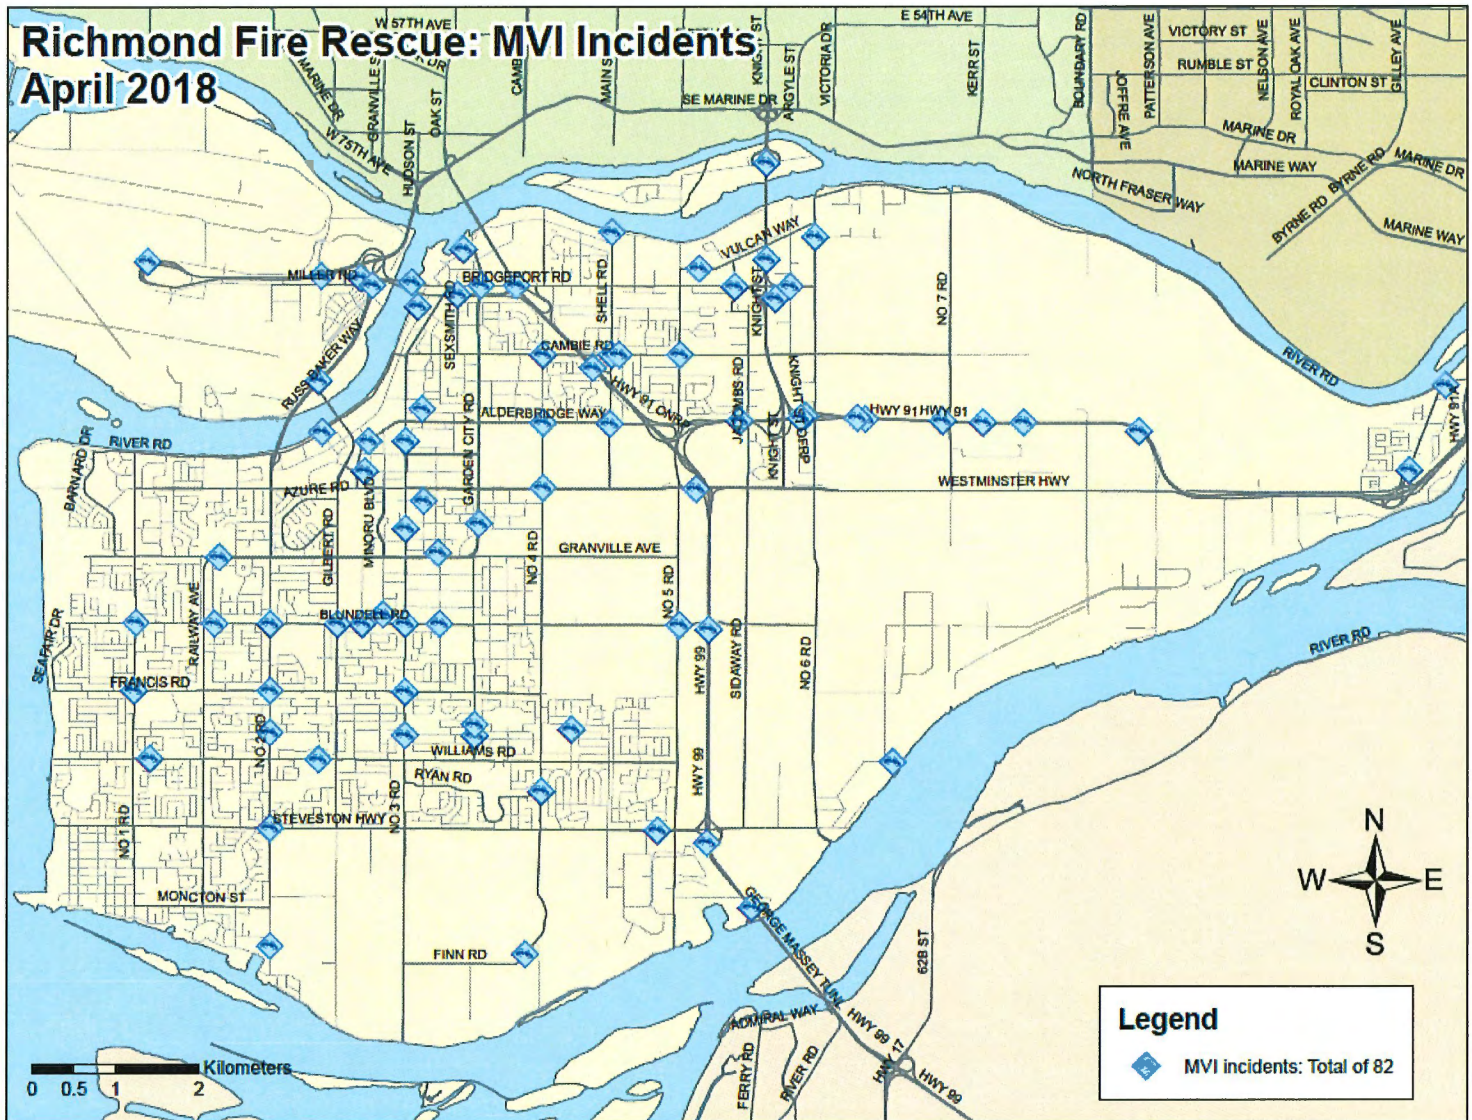 Richmond Fire Rescue: MVI Incidents
April 2018
W 57TH AVE
E 54TH AVE
KNIGHT ST
ARGYLE ST
VICTORIA DR
KERR ST
BOUNDARY RD
JOFFRE AVE
PATTERSON AVE
VICTORY ST
RUMBLE ST
NELSON AVE
ROYAL OAK AVE
CLINTON ST
GILLEY AVE
MARINE DR
GRANVILLE S
OAK ST
CAMB
MAIN S
SE MARINE DR
W 75TH AVE
HUDSON ST
MARINE DR
MARINE WAY
MARINE DR
BYRNE RD
BYRNE RD
MARINE WAY
NORTH FRASER WAY
VULCAN WAY
MILLER RD
BRIDGEPORT RD
SHELL RD
KNIGHT ST
NO 7 RD
SEXSMITH RD
RUSS BAKER WAY
CAMBIE RD
HWY 91 ONRP
JACOMBS RD
KNIGHT ST OFFRP
KNIGHT ST
RIVER RD
HWY 91A
ALDERBRIDGE WAY
HWY 91
HWY 91
GARDEN CITY RD
RIVER RD
BARNARD DR
AZURE RD
MINORU BLVD
GILBERT RD
WESTMINSTER HWY
NO 4 RD
GRANVILLE AVE
NO 5 RD
RAILWAY AVE
BLUNDELL RD
SEAFAIR DR
HWY 99
SIDAWAY RD
NO 6 RD
RIVER RD
FRANCIS RD
NO 2 RD
WILLIAMS RD
RYAN RD
HWY 99
NO 3 RD
NO 1 RD
STEVESTON HWY
MONCTON ST
FINN RD
GEORGE MASSEY TUNL
62B ST
ADMIRAL WAY
HWY 99
HWY 17
HWY 99
FERRY RD
RIVER RD
N
W
E
S
Kilometers
0 0.5 1 2
Legend
MVI incidents: Total of 82